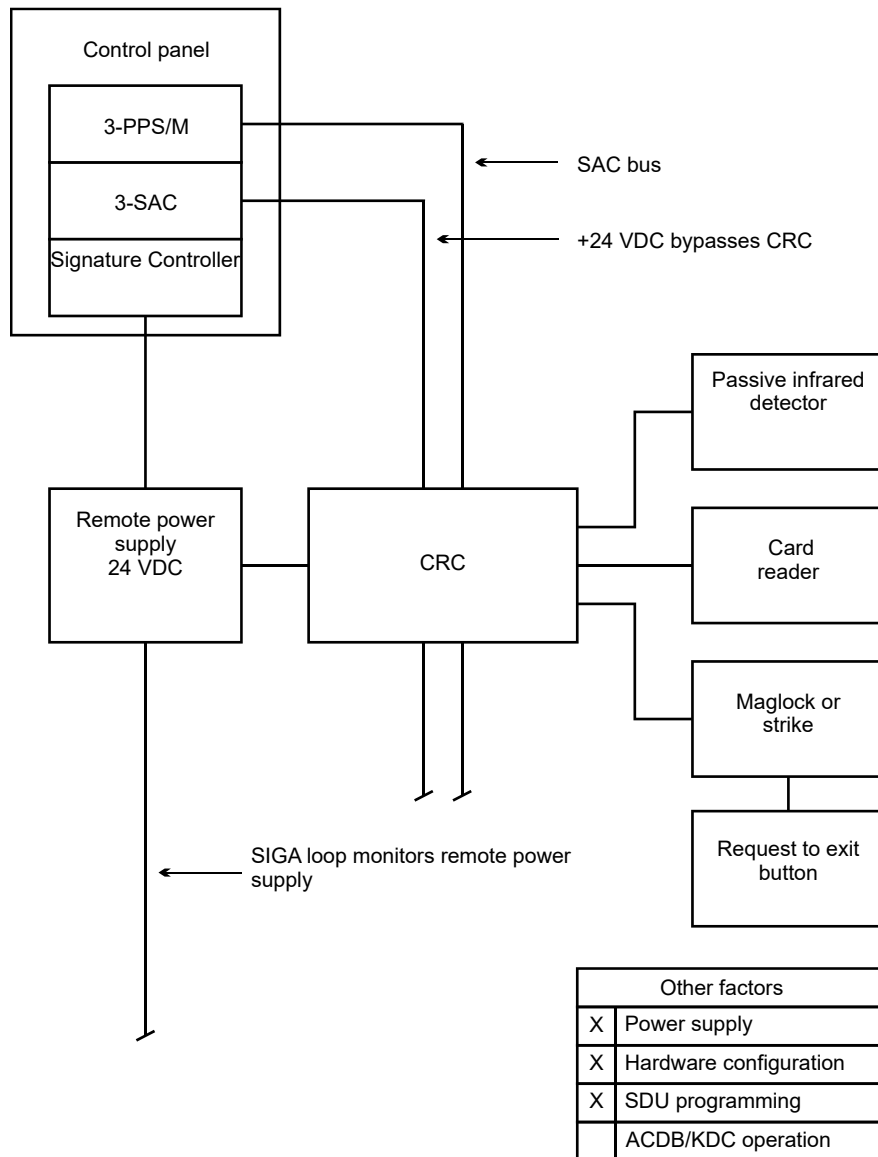 Control panel
3-PPS/M
3-SAC
Signature Controller
SAC bus
+24 VDC bypasses CRC
Passive infrared
detector
Remote power
supply
24 VDC
CRC
Card
reader
Maglock or
strike
SIGA loop monitors remote power
supply
Request to exit
button
Other factors
X Power supply
X Hardware configuration
X SDU programming
ACDB/KDC operation